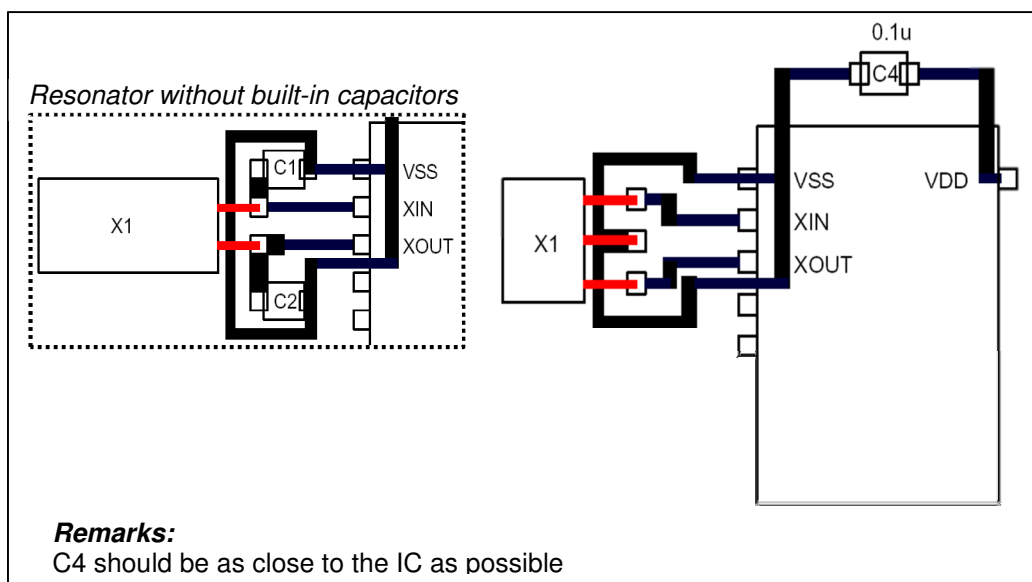 0.1u
C4
Resonator without built-in capacitors
C1
VSS
XIN
X1
XOUT
C2
VSS
VDD
XIN
X1
XOUT
Remarks:
C4 should be as close to the IC as possible